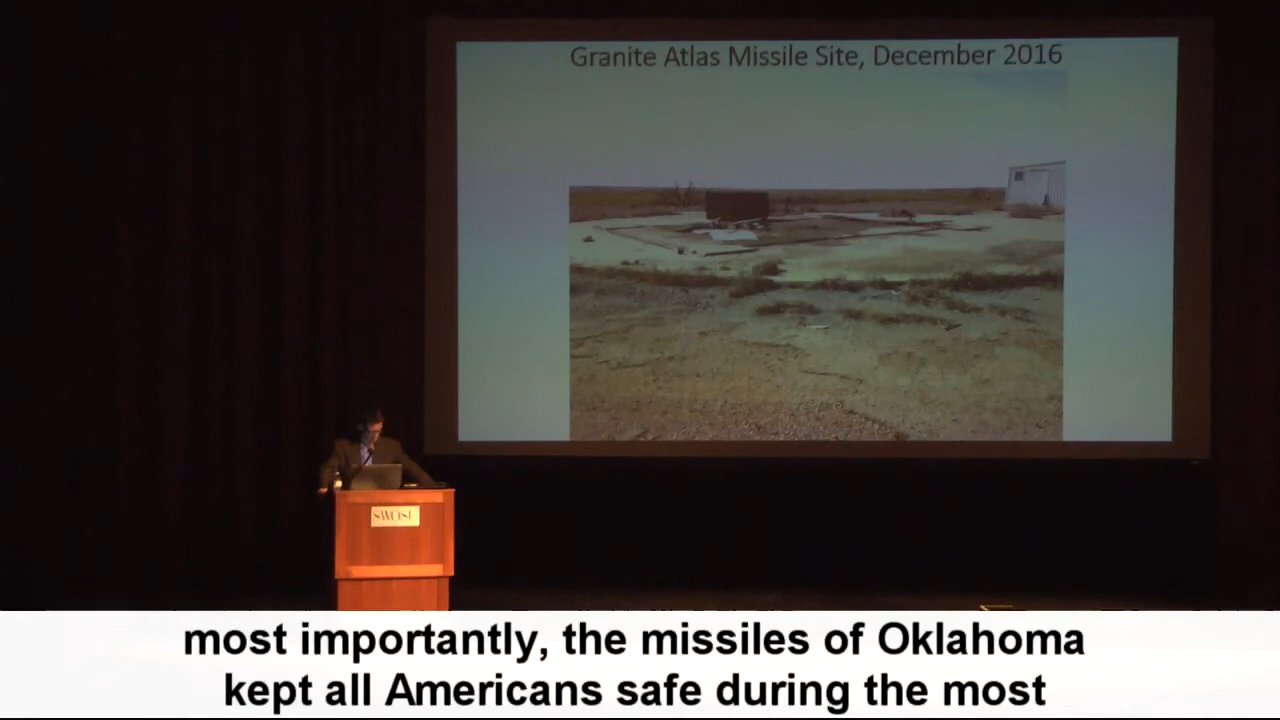 Granite Atlas Missile Site, December 2016
SWOSU
most importantly, the missiles of Oklahoma
kept all Americans safe during the most